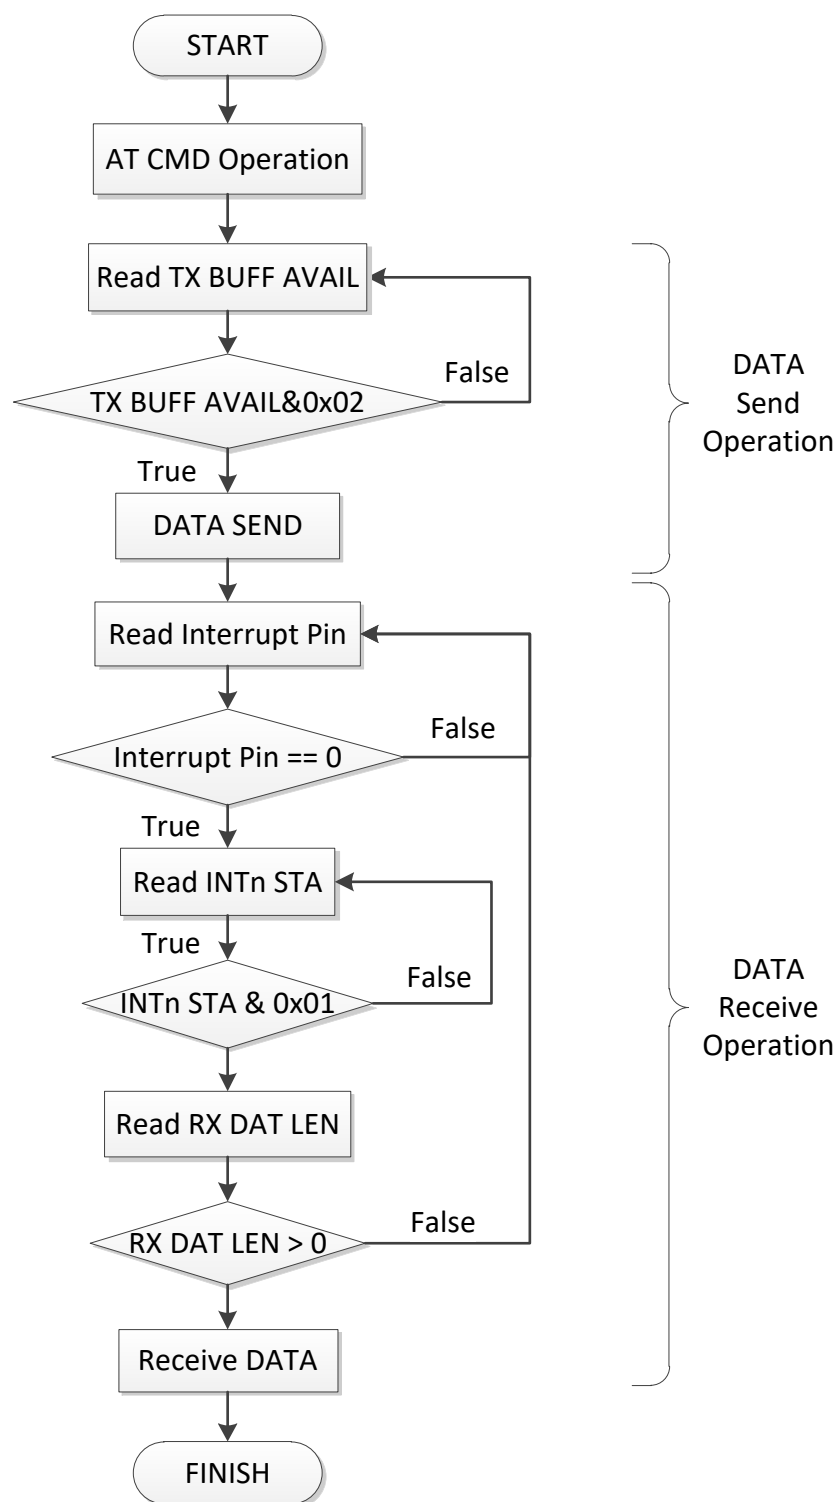 START
AT CMD Operation
Read TX BUFF AVAIL
False
TX BUFF AVAIL&0x02
True
DATA SEND
DATA
Send
Operation
Read Interrupt Pin
False
Interrupt Pin == 0
True
Read INTn STA
True
False
INTn STA & 0x01
Read RX DAT LEN
False
RX DAT LEN > 0
Receive DATA
DATA
Receive
Operation
FINISH